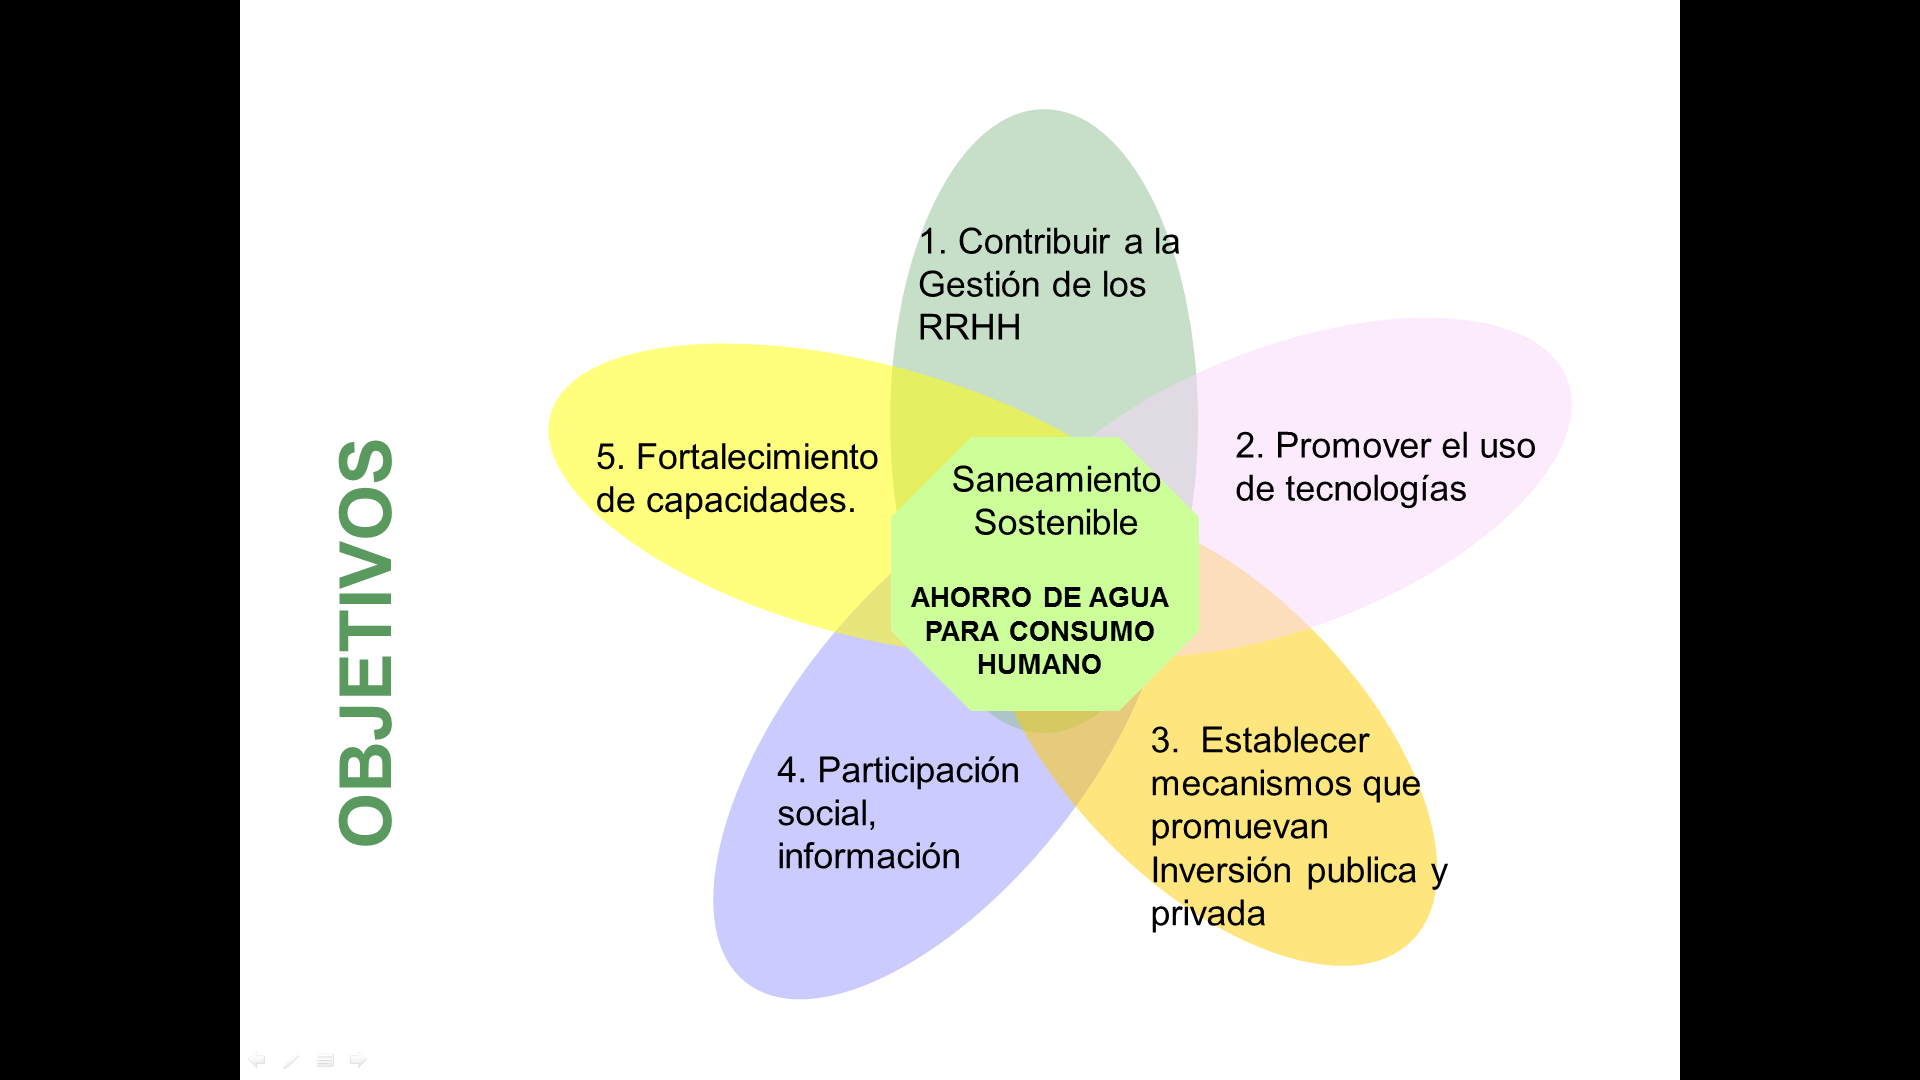 OBJETIVOS
1. Contribuir a la
Gestión de los
RRHH
2. Promover el uso
de tecnologías
3. Establecer
mecanismos que
promuevan
Inversión publica y
privada
4. Participación
social,
información
5. Fortalecimiento
de capacidades.
Saneamiento
Sostenible
AHORRO DE AGUA
PARA CONSUMO
HUMANO